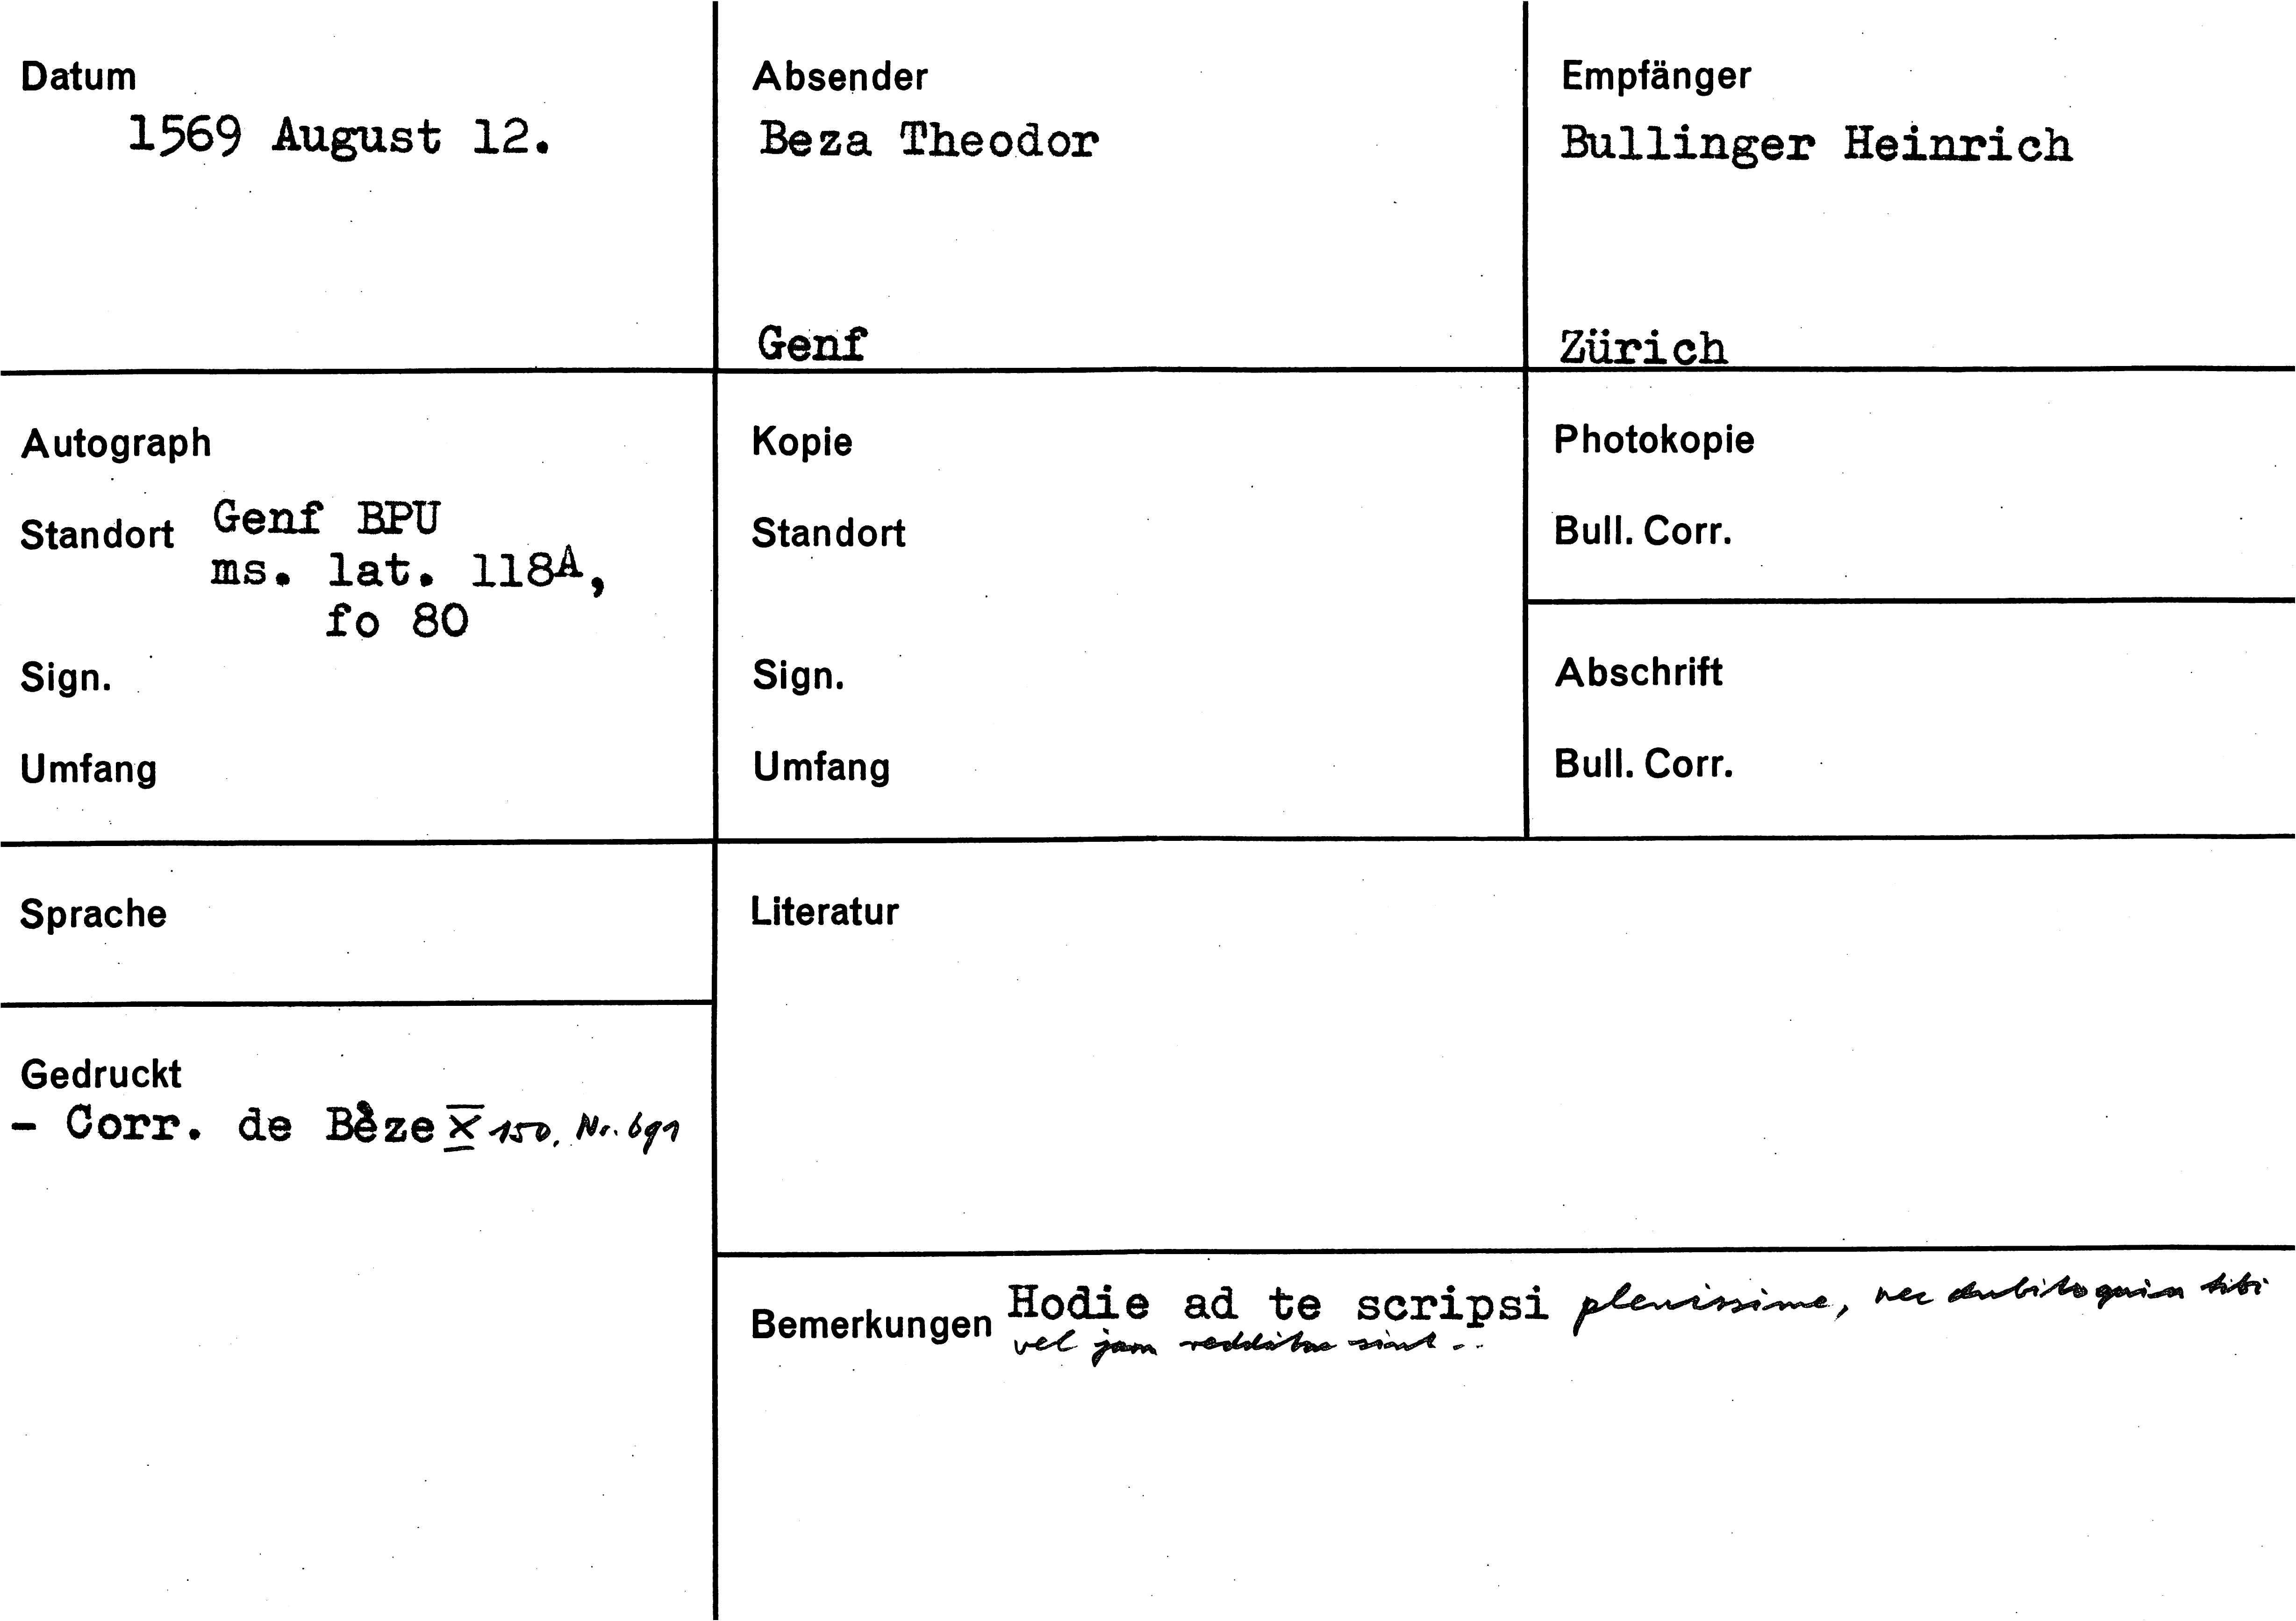 Datum
1569 August 12.
Absender
Beza Theodor
Genf
Empfänger
Bullinger Heinrich
Zürich
Autograph
Standort Genf BPU
ms. lat. 118A,
fo 80
Sign.
Umfang
Kopie
Standort
Sign.
Umfang
Photokopie
Bull. Corr.
Abschrift
Bull. Corr.
Sprache
Literatur
Gedruckt
- Corr. de Bèze X 150, Nr. 691
Bemerkungen Hodie ad te scripsi plenissime, nec dubito quin tibi
vel jam redditae sint ..